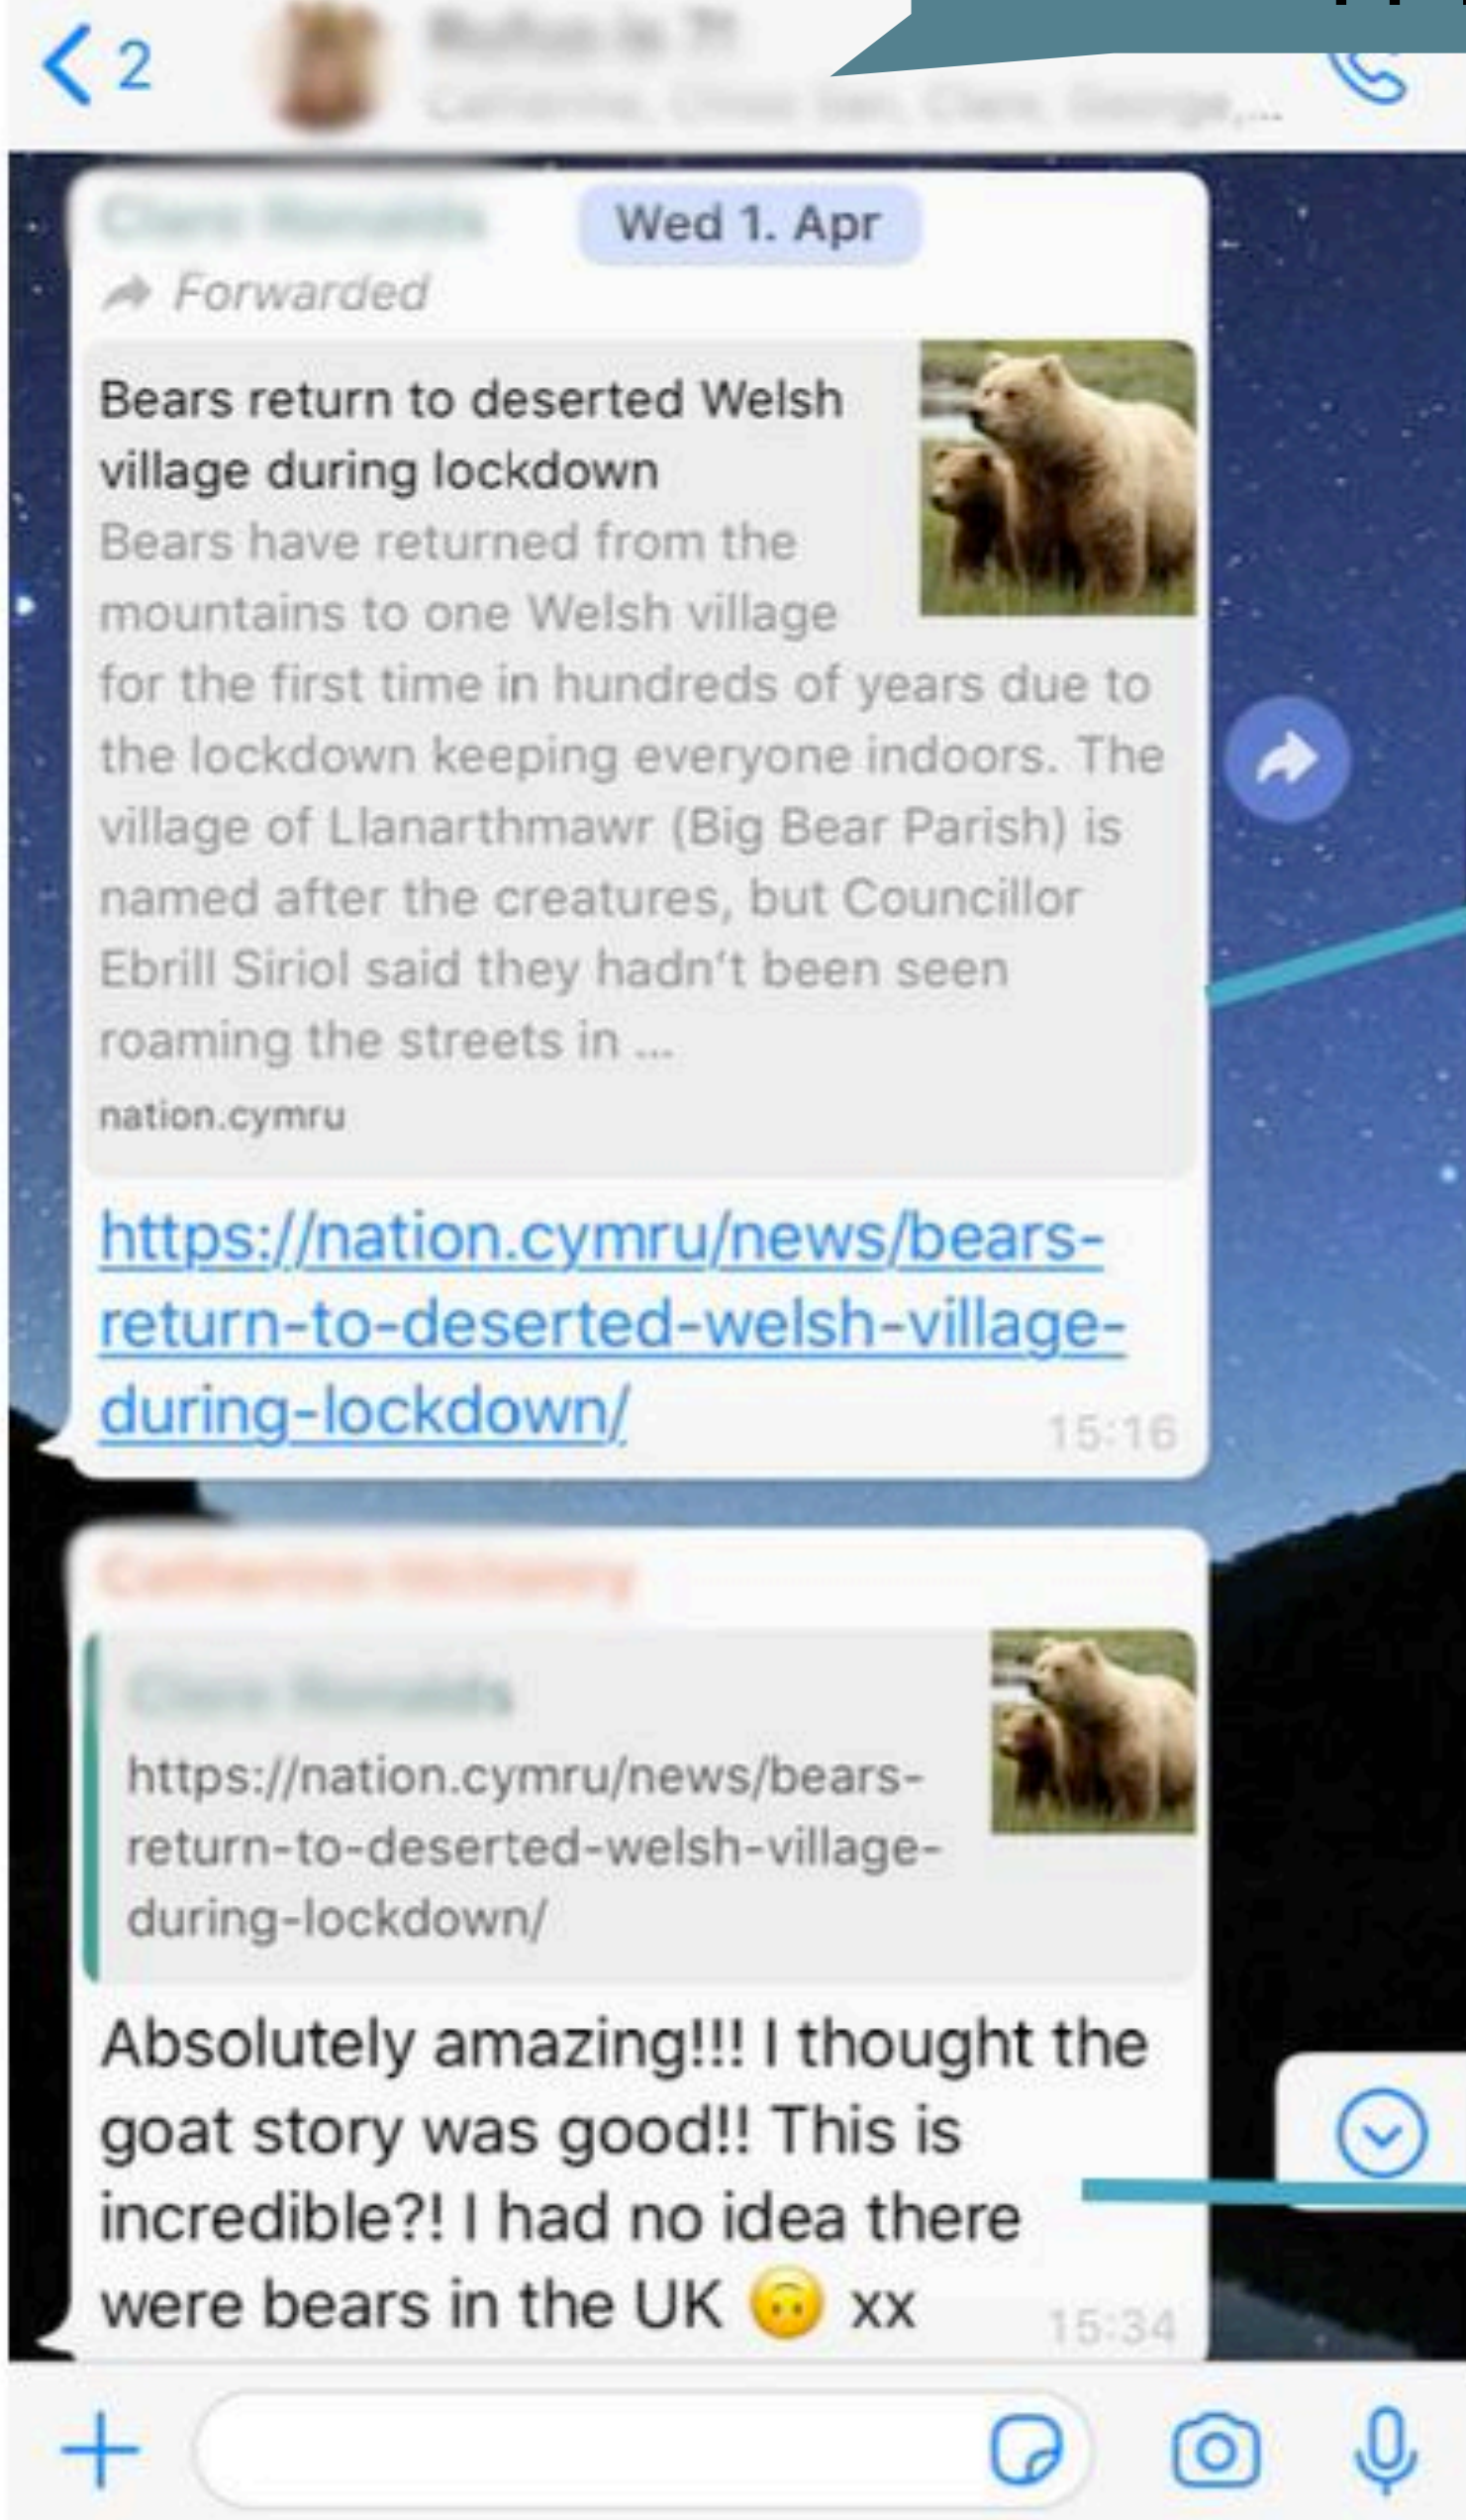 2
Wed 1. Apr
Forwarded
Bears return to deserted Welsh
village during lockdown
Bears have returned from the
mountains to one Welsh village
for the first time in hundreds of years due to
the lockdown keeping everyone indoors. The
village of Llanarthmawr (Big Bear Parish) is
named after the creatures, but Councillor
Ebrill Siriol said they hadn't been seen
roaming the streets in ...
nation.cymru
https://nation.cymru/news/bears-
return-to-deserted-welsh-village-
during-lockdown/
15:16
https://nation.cymru/news/bears-
return-to-deserted-welsh-village-
during-lockdown/
Absolutely amazing!!! I thought the
goat story was good!! This is
incredible?! I had no idea there
were bears in the UK 🙃 xx
15:34